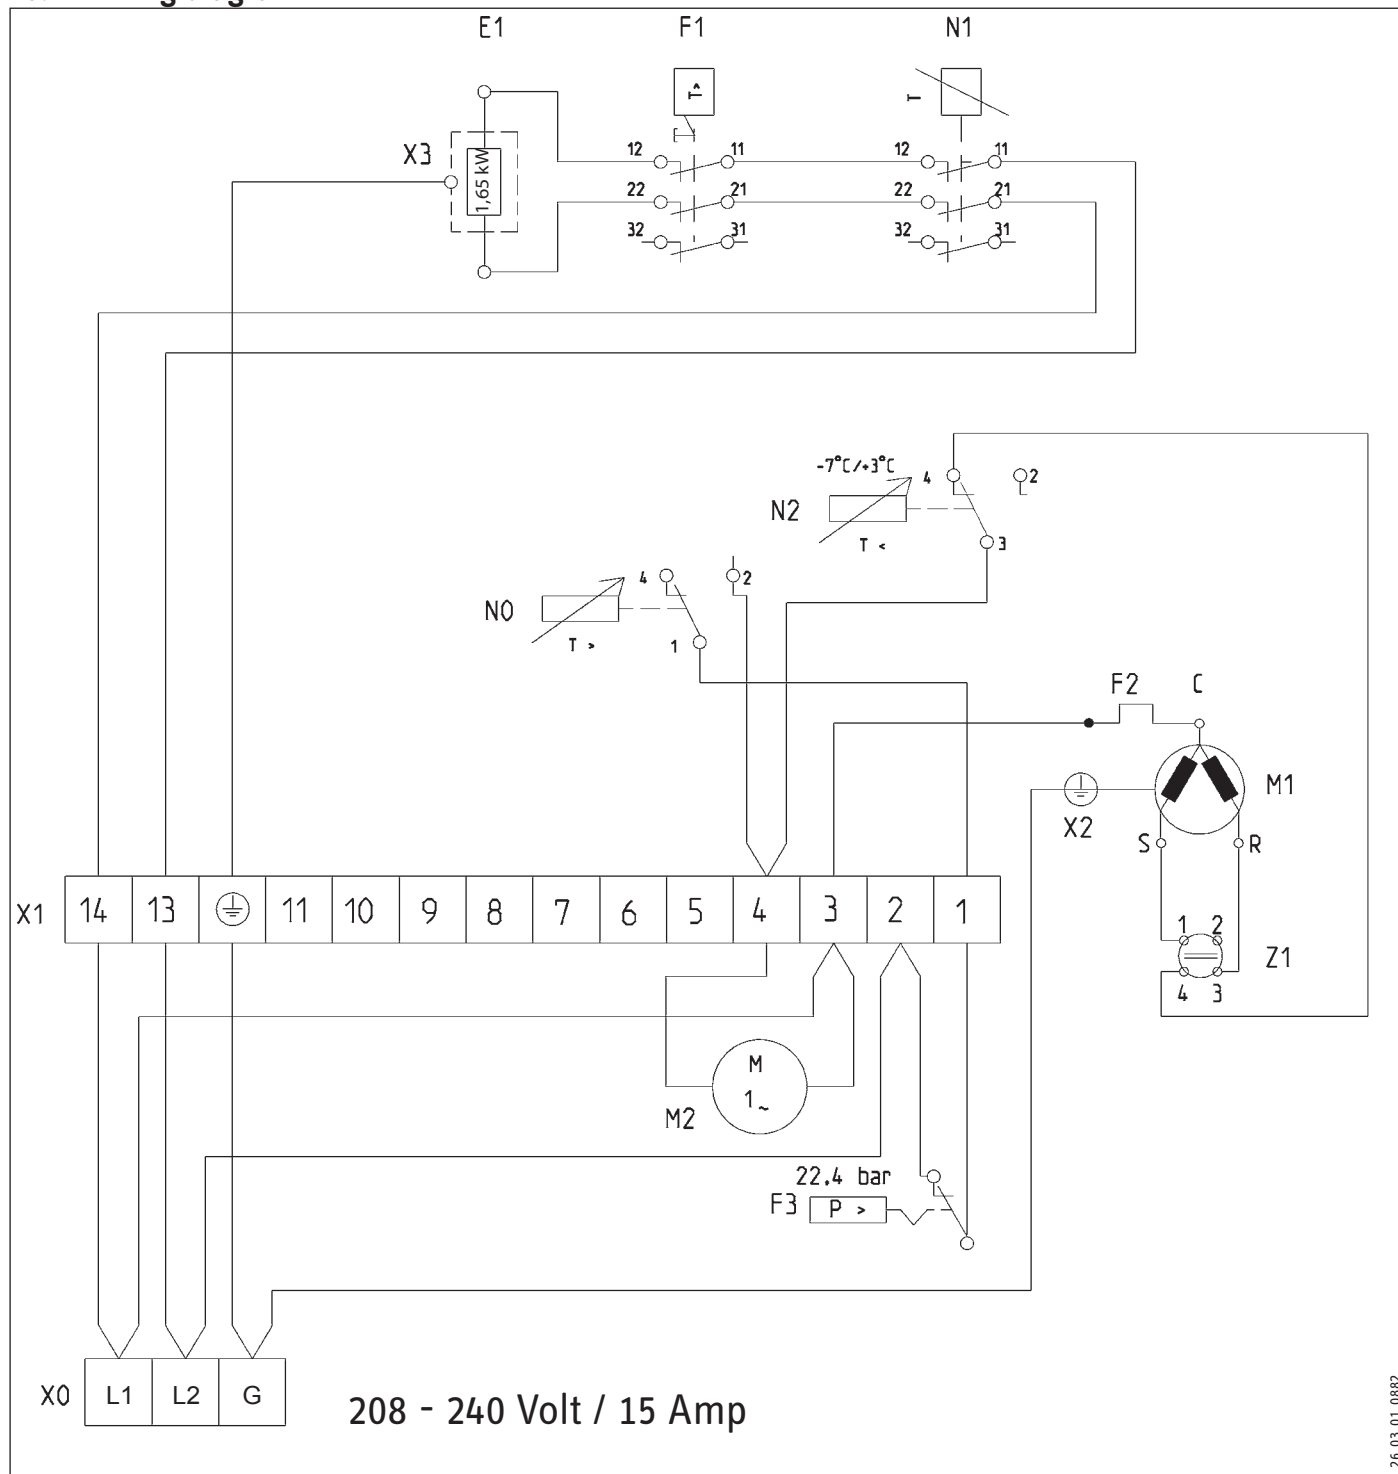 E1 F1 N1
T
T
X3
1,65 kW
12 11 12 11
22 21 22 21
32 31 32 31
-7°C/+3°C
4 2
N2
T < 3
4 2
N0
T > 1
F2 C
M1
X2
S R
X1 14 13 11 10 9 8 7 6 5 4 3 2 1
1 2
Z1
4 3
M
1~
M2
22,4 bar
F3 P >
X0 L1 L2 G
208 - 240 Volt / 15 Amp
26_03_01_0882